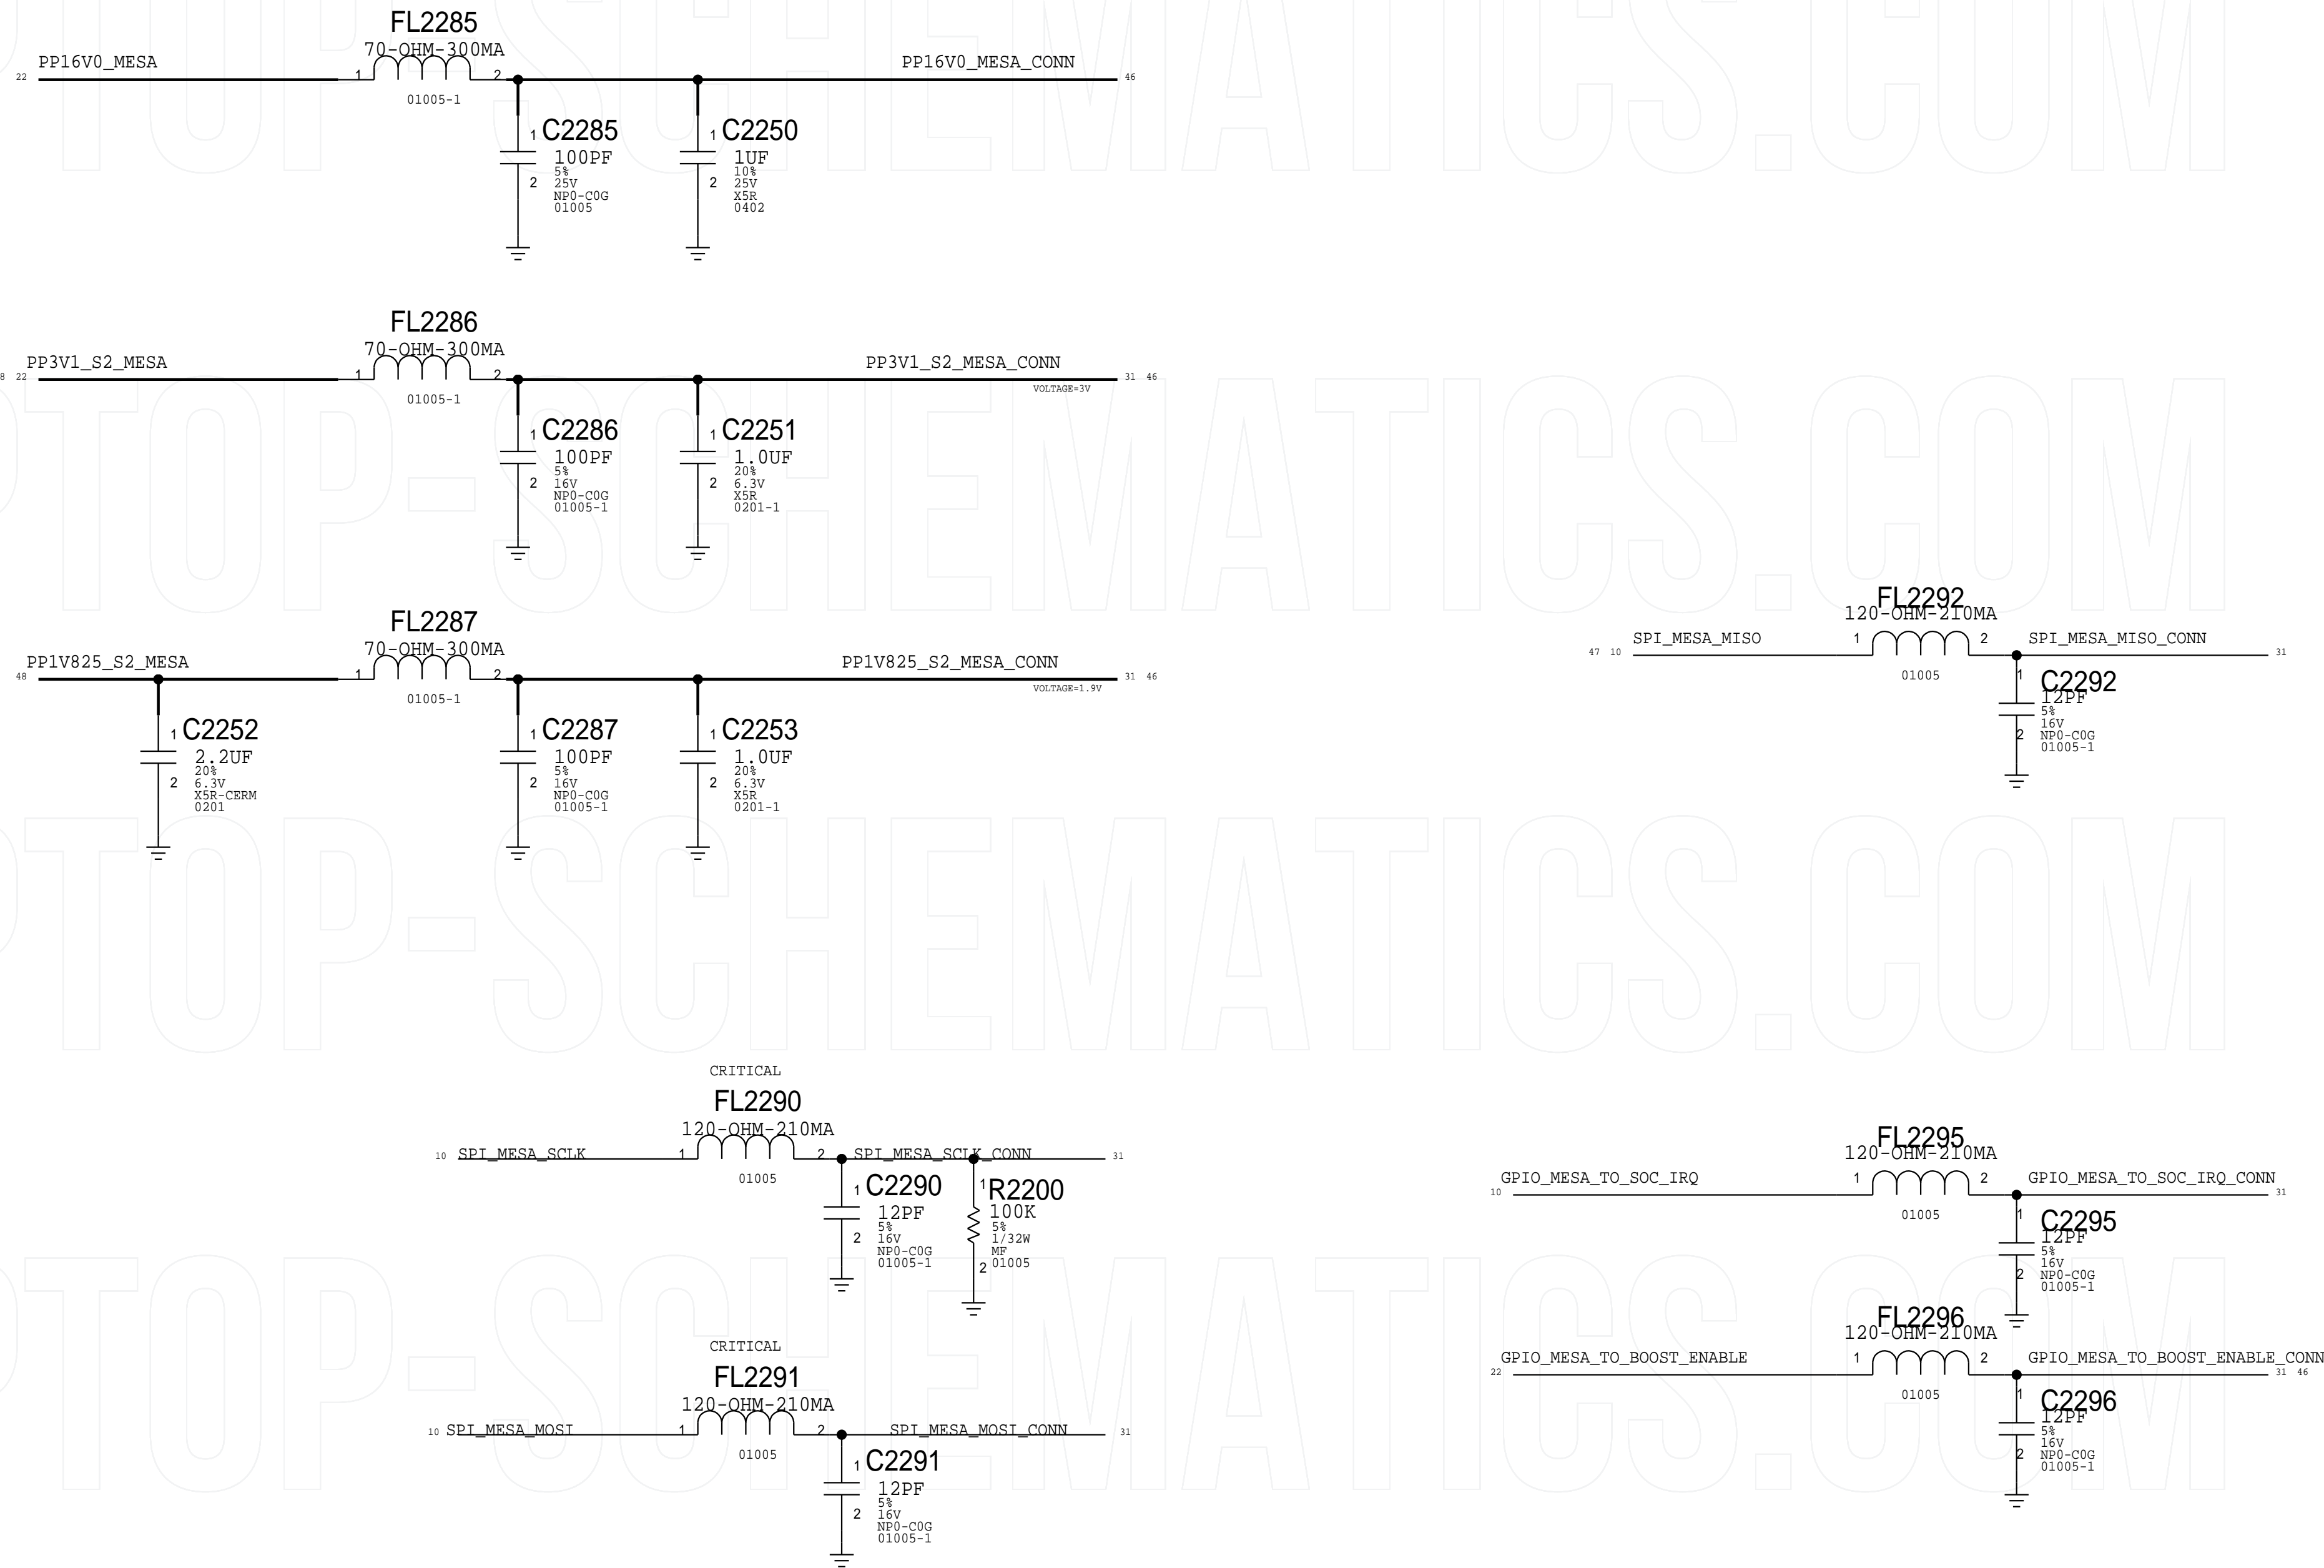 FL2285
70-OHM-300MA
PP16V0_MESA
PP16V0_MESA_CONN
22
1
2
46
01005-1
1 C2285
100PF
5%
2 25V
NP0-C0G
01005
1 C2250
1UF
10%
2 25V
X5R
0402
FL2286
70-OHM-300MA
PP3V1_S2_MESA
PP3V1_S2_MESA_CONN
8 22
1
2
31 46
VOLTAGE=3V
01005-1
1 C2286
100PF
5%
2 16V
NP0-C0G
01005-1
1 C2251
1.0UF
20%
2 6.3V
X5R
0201-1
FL2287
70-OHM-300MA
PP1V825_S2_MESA
PP1V825_S2_MESA_CONN
48
1
2
31 46
VOLTAGE=1.9V
01005-1
1 C2252
2.2UF
20%
2 6.3V
X5R-CERM
0201
1 C2287
100PF
5%
2 16V
NP0-C0G
01005-1
1 C2253
1.0UF
20%
2 6.3V
X5R
0201-1
FL2292
120-OHM-210MA
47 10 SPI_MESA_MISO
1
2
SPI_MESA_MISO_CONN
31
01005
1 C2292
12PF
5%
16V
2 NP0-C0G
01005-1
CRITICAL
FL2290
120-OHM-210MA
10 SPI_MESA_SCLK
1
2
SPI_MESA_SCLK_CONN
31
01005
1 C2290
12PF
5%
2 16V
NP0-C0G
01005-1
1 R2200
100K
5%
1/32W
MF
2 01005
CRITICAL
FL2291
120-OHM-210MA
10 SPI_MESA_MOSI
1
2
SPI_MESA_MOSI_CONN
31
01005
1 C2291
12PF
5%
2 16V
NP0-C0G
01005-1
FL2295
120-OHM-210MA
10 GPIO_MESA_TO_SOC_IRQ
1
2
GPIO_MESA_TO_SOC_IRQ_CONN
31
01005
1 C2295
12PF
5%
16V
2 NP0-C0G
01005-1
FL2296
120-OHM-210MA
22 GPIO_MESA_TO_BOOST_ENABLE
1
2
GPIO_MESA_TO_BOOST_ENABLE_CONN
31 46
01005
1 C2296
12PF
5%
16V
2 NP0-C0G
01005-1
PTOP-SCHEMATICS.COM
PTOP-SCHEMATICS.COM
PTOP-SCHEMATICS.COM
PTOP-SCHEMATICS.COM